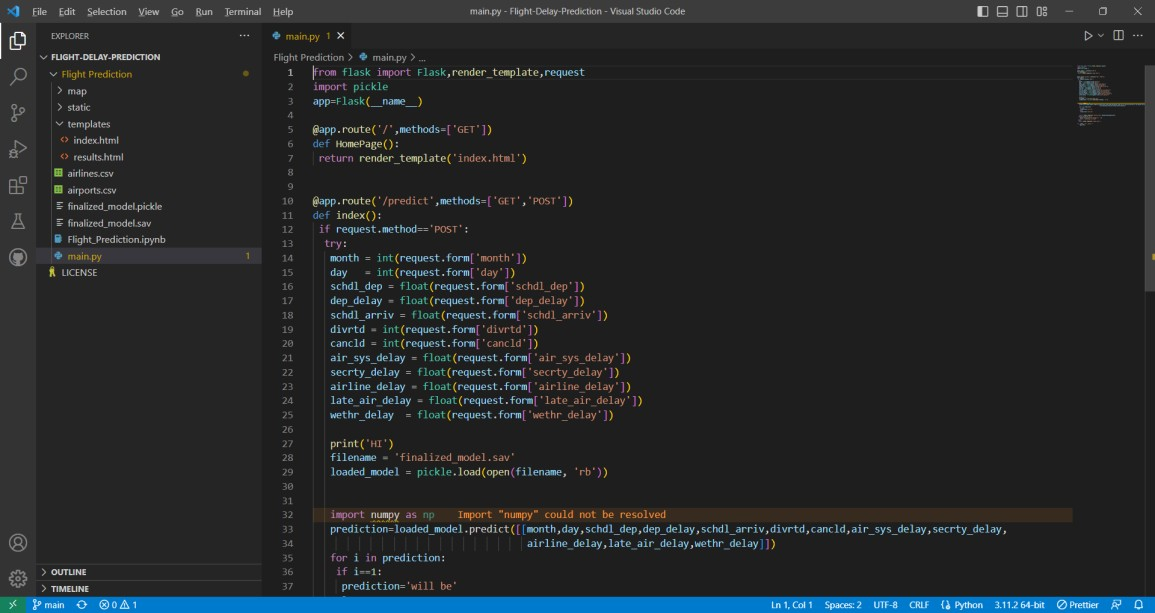 File Edit Selection View Go Run Terminal Help
main.py - Flight-Delay-Prediction - Visual Studio Code
EXPLORER
FLIGHT-DELAY-PREDICTION
Flight Prediction
map
static
templates
index.html
results.html
airlines.csv
airports.csv
finalized_model.pickle
finalized_model.sav
Flight_Prediction.ipynb
main.py 1
LICENSE
OUTLINE
TIMELINE
main.py 1
Flight Prediction > main.py > ...
1 from flask import Flask,render_template,request
2 import pickle
3 app=Flask(__name__)
4
5 @app.route('/',methods=['GET'])
6 def HomePage():
7 return render_template('index.html')
8
9
10 @app.route('/predict',methods=['GET','POST'])
11 def index():
12 if request.method=='POST':
13 try:
14 month = int(request.form['month'])
15 day   = int(request.form['day'])
16 schdl_dep = float(request.form['schdl_dep'])
17 dep_delay = float(request.form['dep_delay'])
18 schdl_arriv = float(request.form['schdl_arriv'])
19 divrtd = int(request.form['divrtd'])
20 cancld = int(request.form['cancld'])
21 air_sys_delay = float(request.form['air_sys_delay'])
22 secrty_delay = float(request.form['secrty_delay'])
23 airline_delay = float(request.form['airline_delay'])
24 late_air_delay = float(request.form['late_air_delay'])
25 wethr_delay  = float(request.form['wethr_delay'])
26
27 print('HI')
28 filename = 'finalized_model.sav'
29 loaded_model = pickle.load(open(filename, 'rb'))
30
31
32 import numpy as np    Import "numpy" could not be resolved
33 prediction=loaded_model.predict([[month,day,schdl_dep,dep_delay,schdl_arriv,divrtd,cancld,air_sys_delay,secrty_delay,
34 airline_delay,late_air_delay,wethr_delay]])
35 for i in prediction:
36 if i==1:
37 prediction='will be'
main 0 1
Ln 1, Col 1 Spaces: 2 UTF-8 CRLF Python 3.11.2 64-bit Prettier